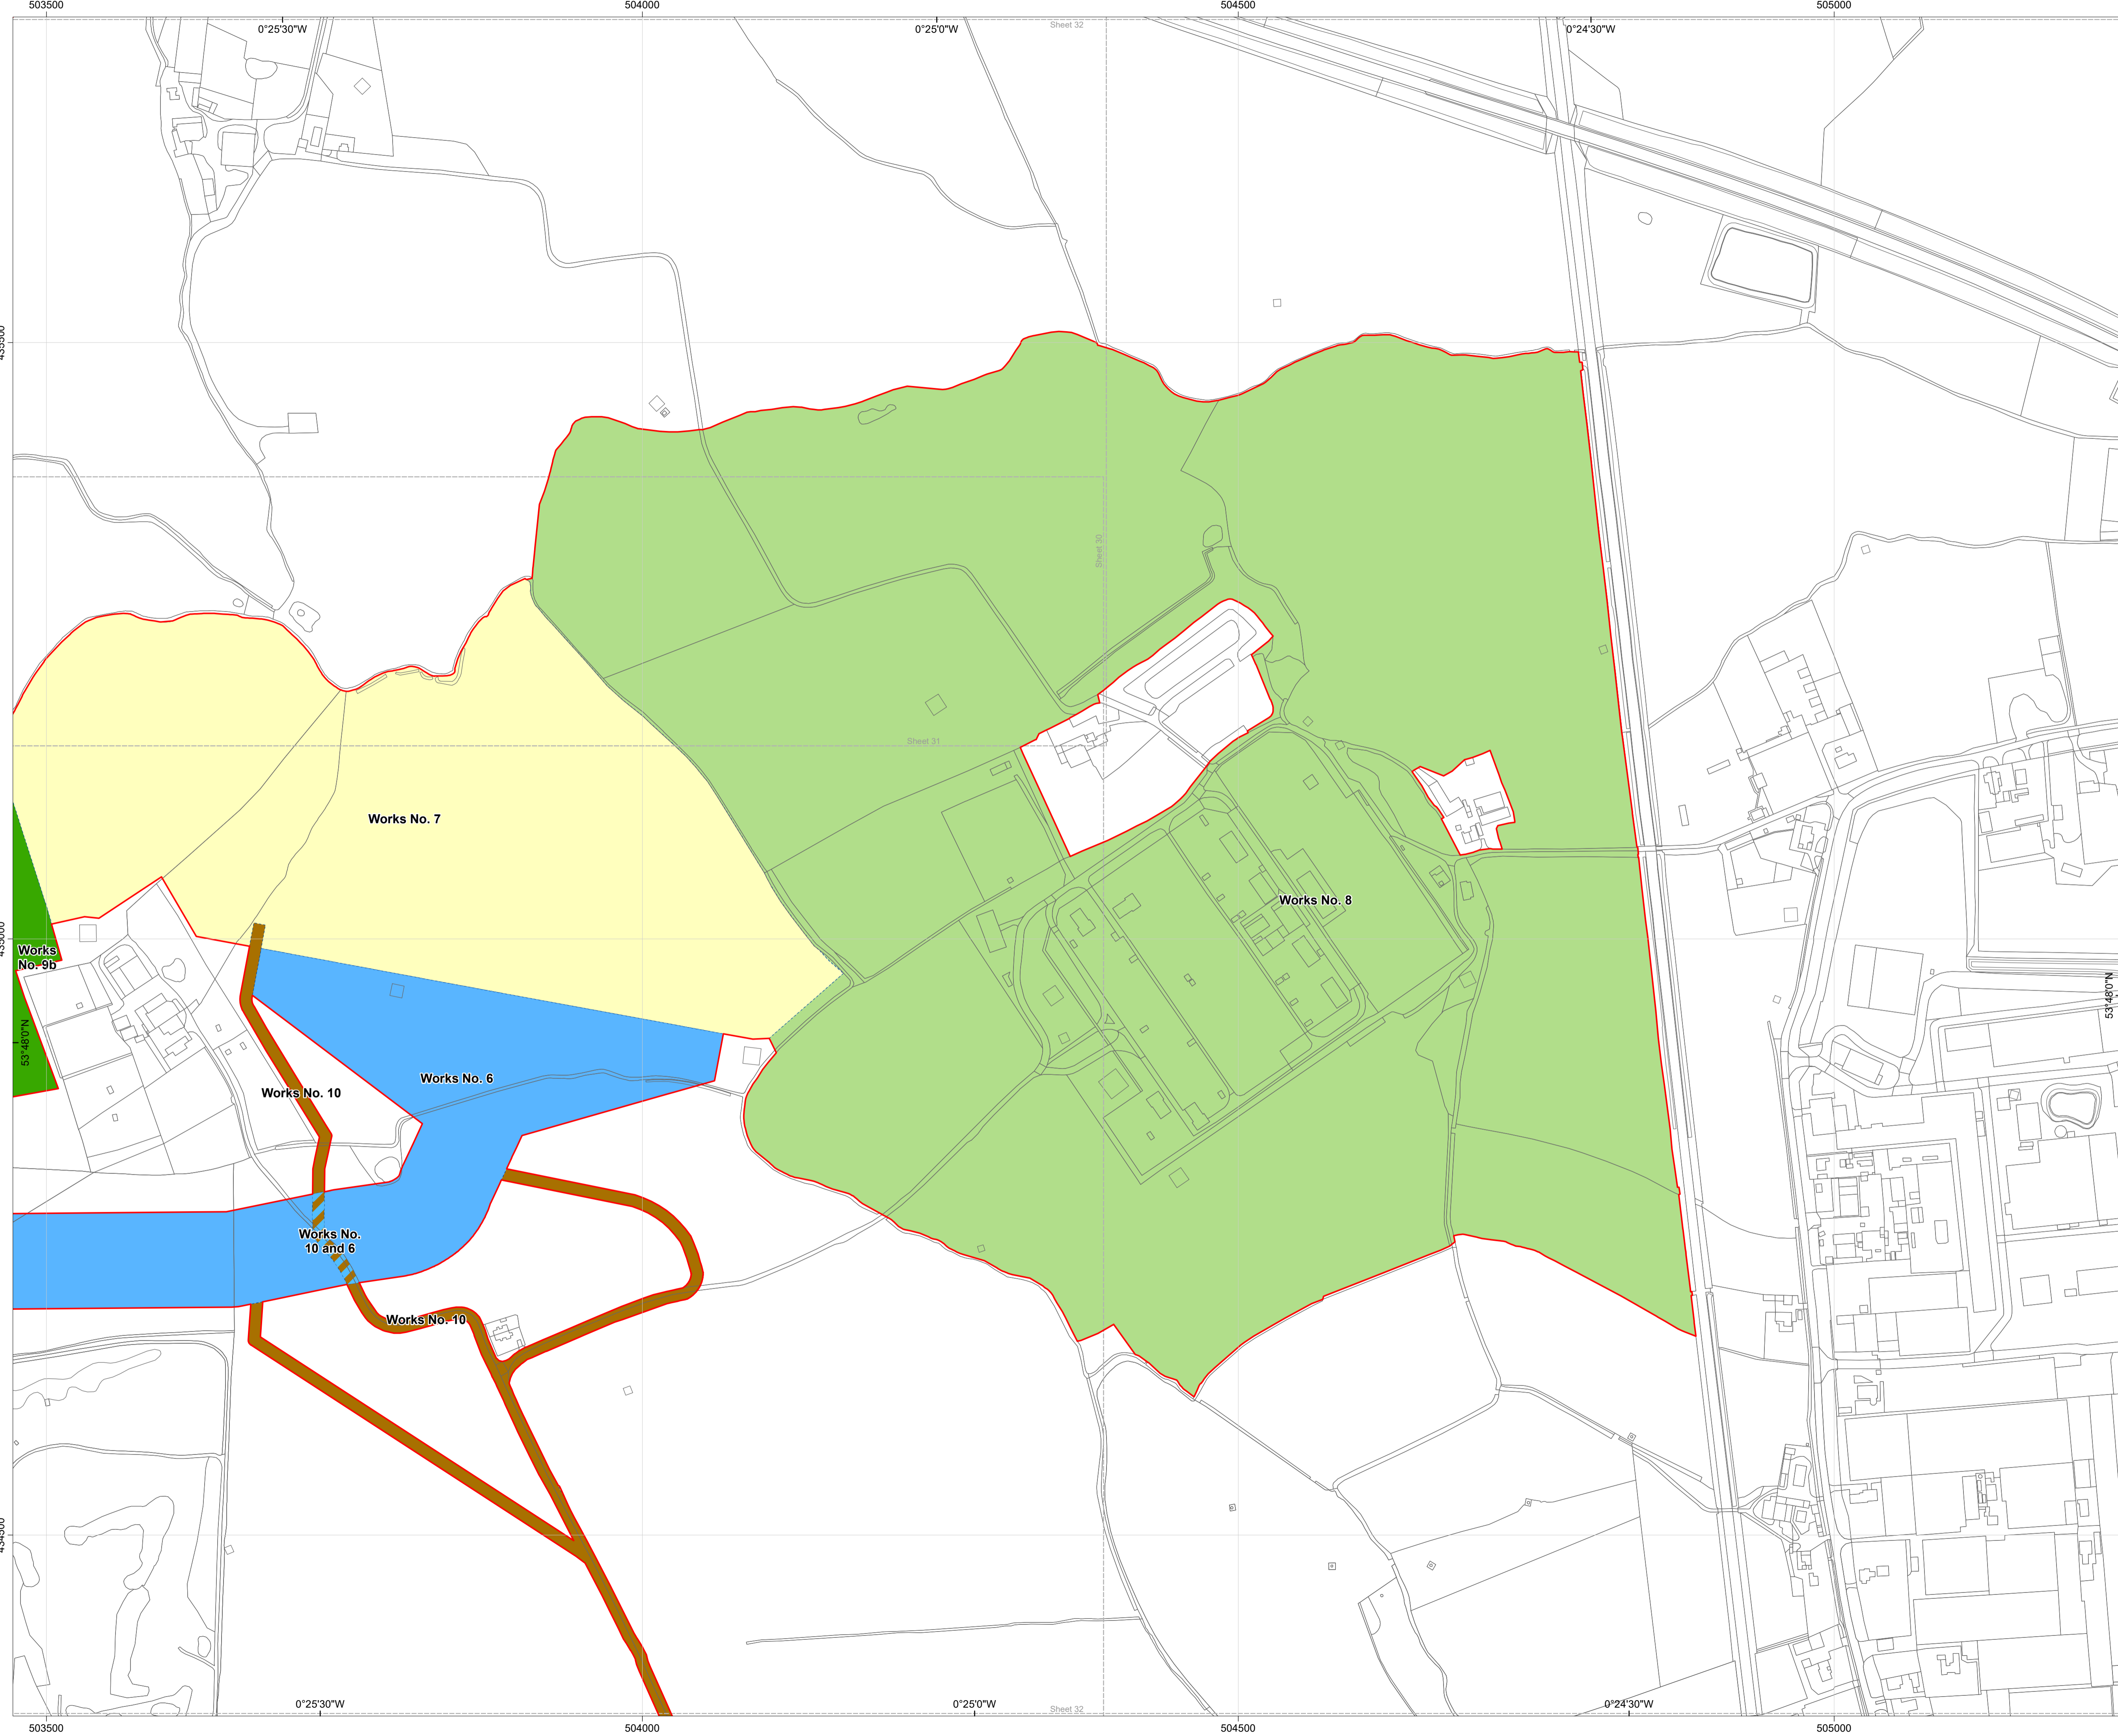 503500
504000
504500
505000
0°25'30"W
0°25'0"W
0°24'30"W
Sheet 32
Sheet 30
Sheet 31
Works No. 7
Works No. 8
435000
Works
No. 9b
53°48'0"N
53°48'0"N
Works No. 6
Works No. 10
Works No.
10 and 6
Works No. 10
0°25'30"W
0°25'0"W
0°24'30"W
Sheet 32
503500
504000
504500
505000